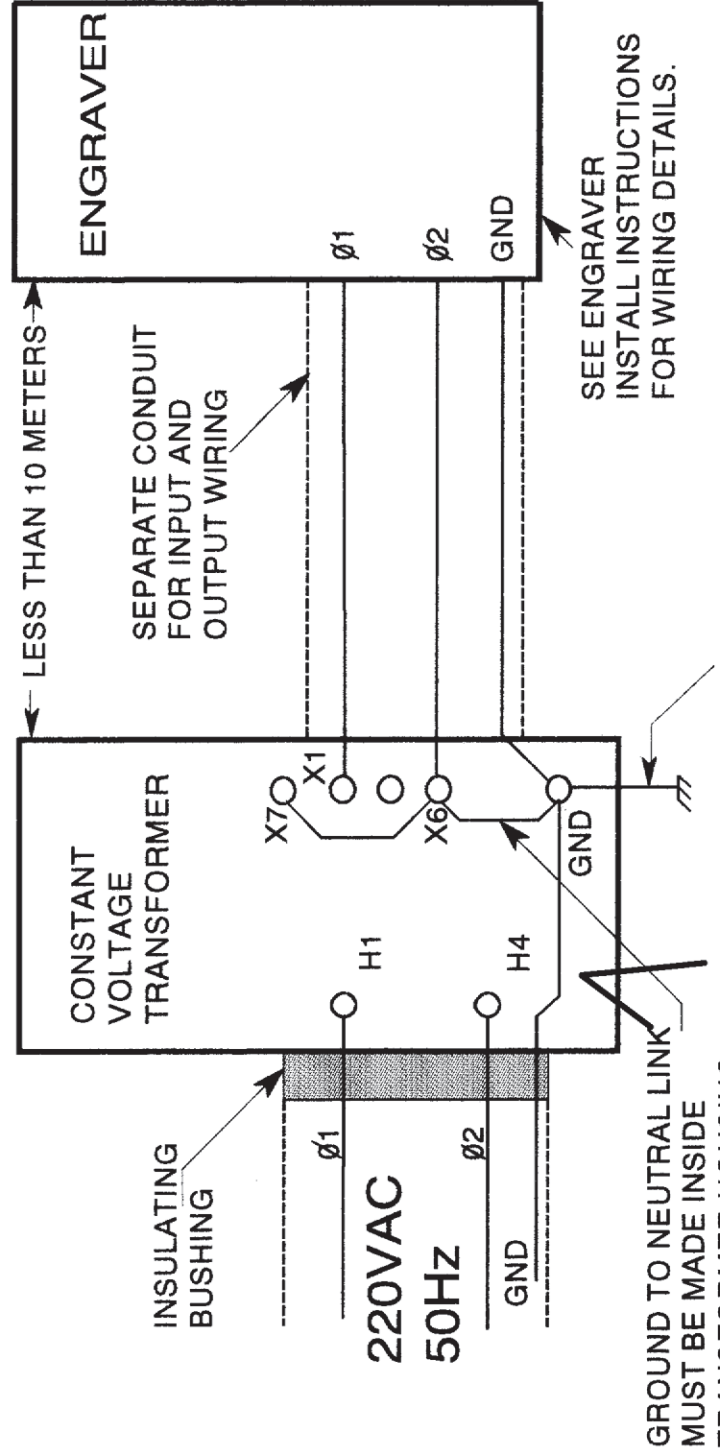 INSULATING
BUSHING
220VAC
50Hz
ø1
ø2
GND
GROUND TO NEUTRAL LINK
MUST BE MADE INSIDE
CONSTANT
VOLTAGE
TRANSFORMER
H1
H4
X7
X1
X6
GND
LESS THAN 10 METERS
SEPARATE CONDUIT
FOR INPUT AND
OUTPUT WIRING
ENGRAVER
ø1
ø2
GND
SEE ENGRAVER
INSTALL INSTRUCTIONS
FOR WIRING DETAILS.